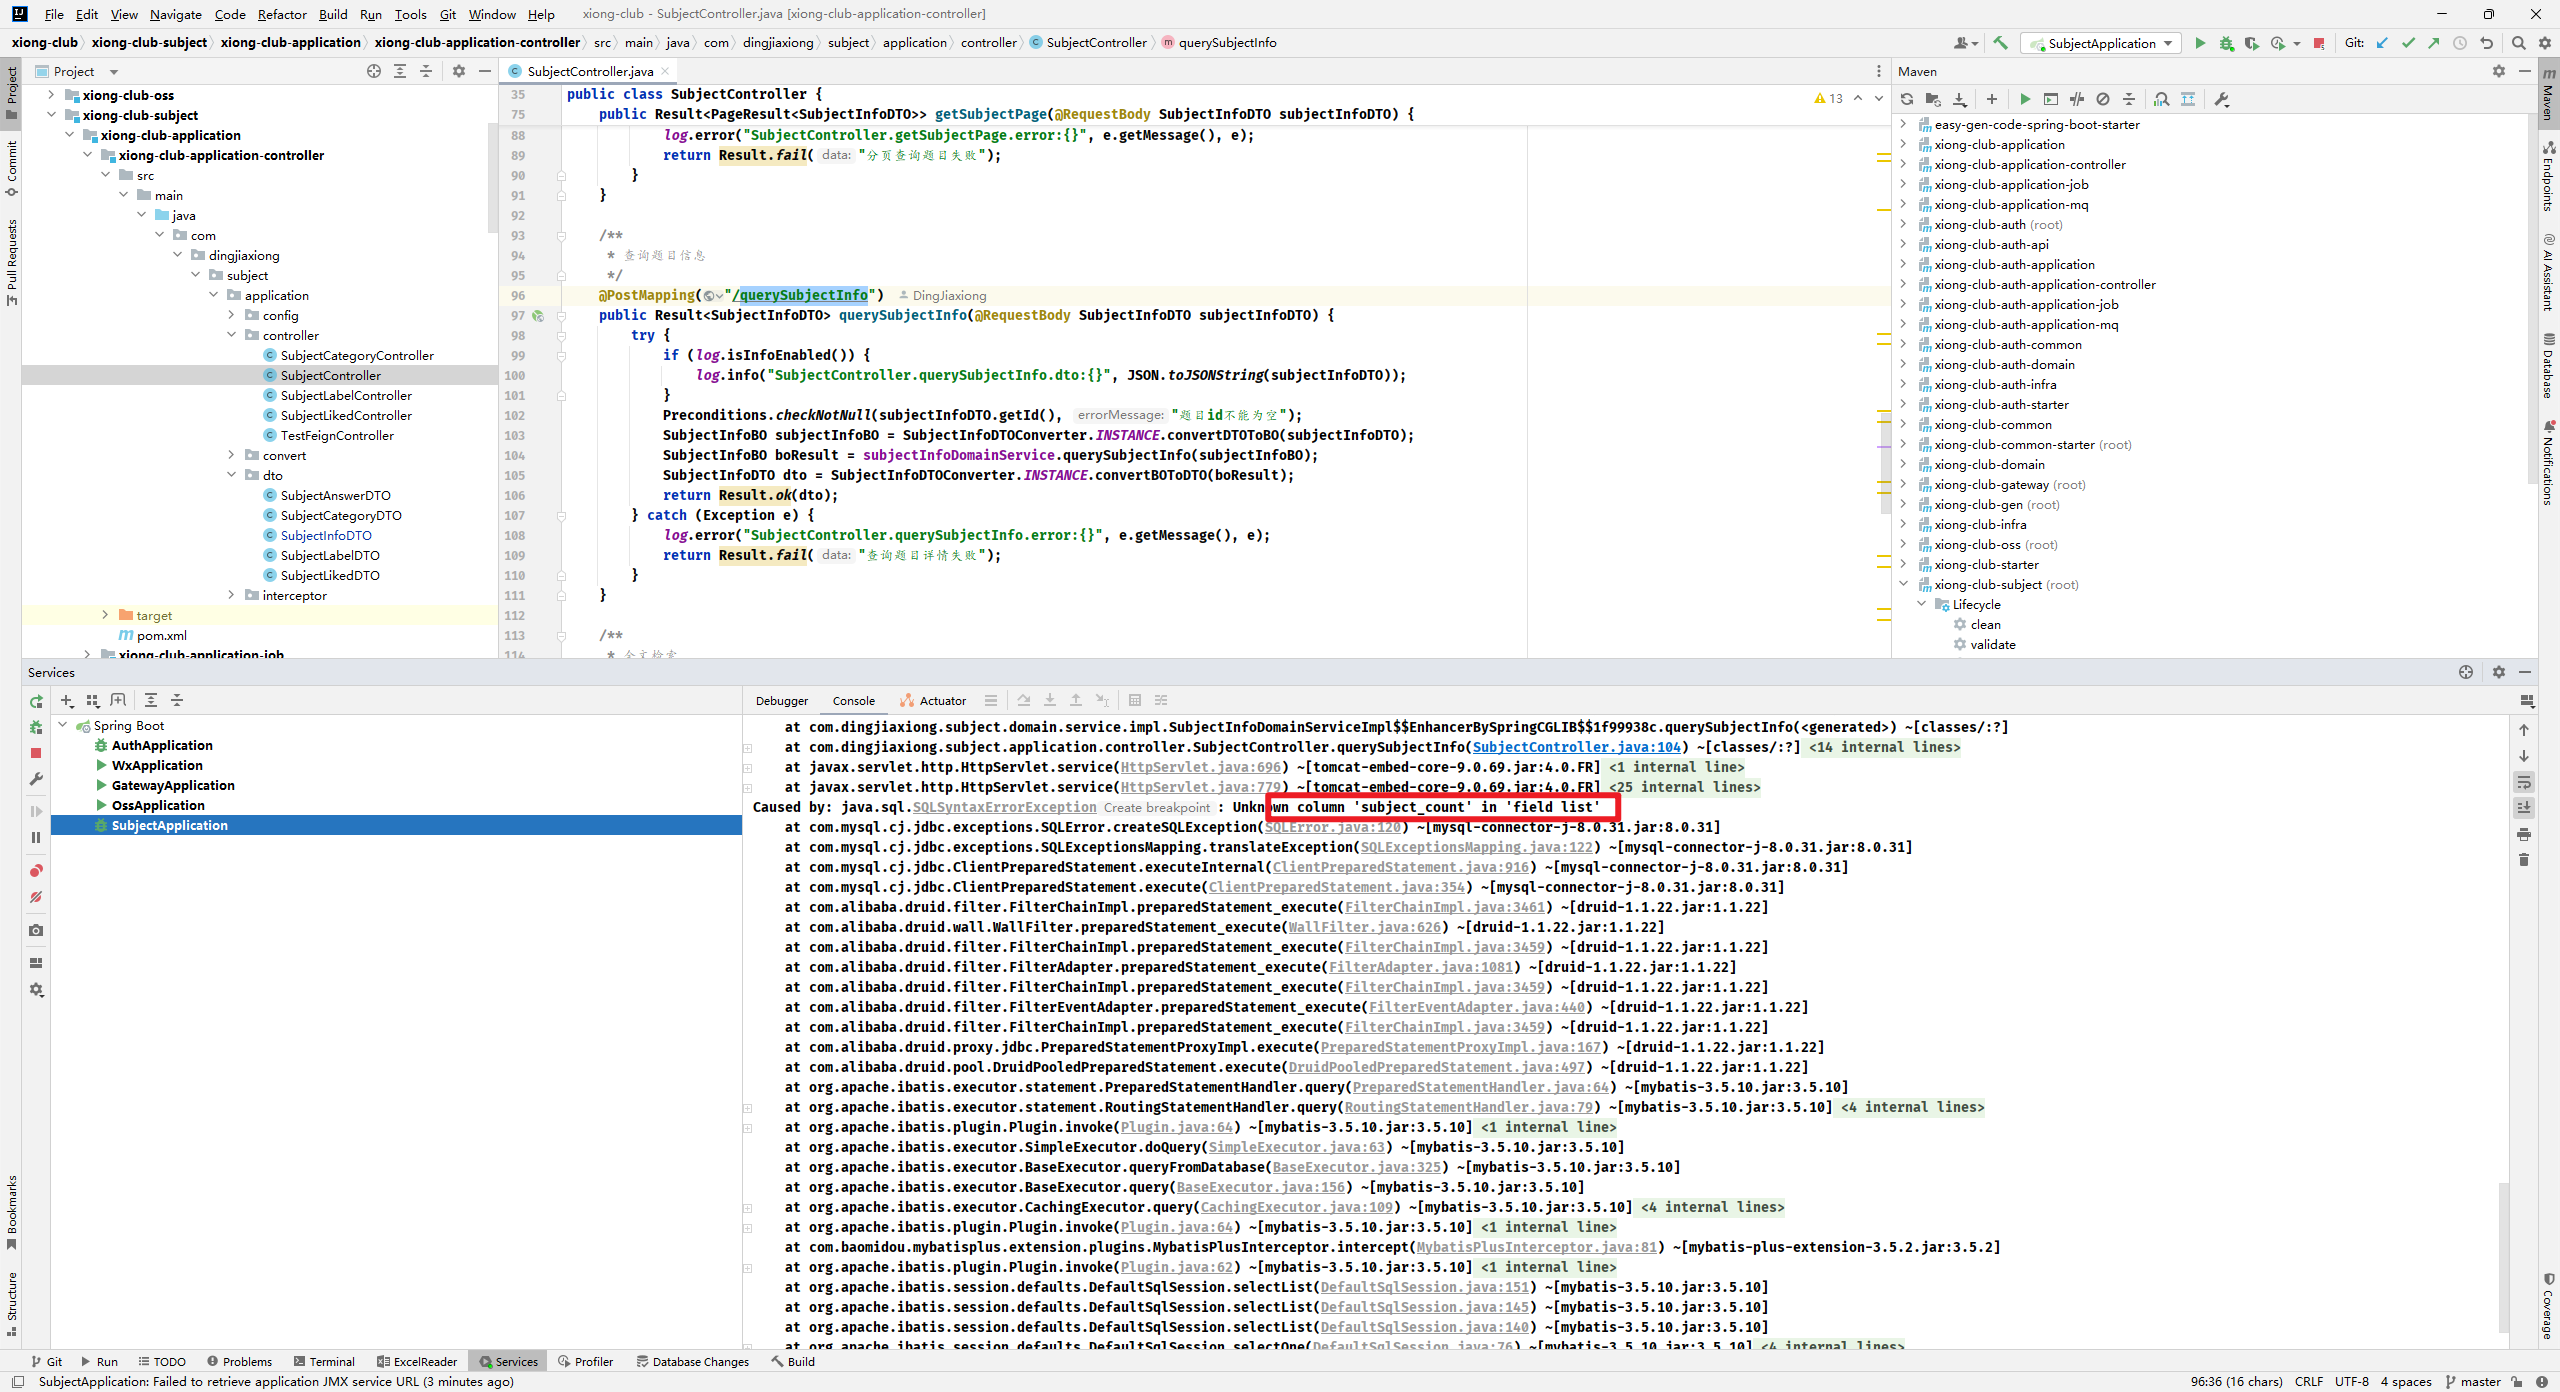 File Edit View Navigate Code Refactor Build Run Tools Git Window Help xiong-club - SubjectController.java [xiong-club-application-controller]
xiong-club xiong-club-subject xiong-club-application xiong-club-application-controller src main java com dingjiaxiong subject application controller SubjectController querySubjectInfo SubjectApplication Git:
Project
Commit
Pull Requests
Bookmarks
Structure
Project
xiong-club-oss
xiong-club-subject
xiong-club-application
xiong-club-application-controller
src
main
java
com
dingjiaxiong
subject
application
config
controller
SubjectCategoryController
SubjectController
SubjectLabelController
SubjectLikedController
TestFeignController
convert
dto
SubjectAnswerDTO
SubjectCategoryDTO
SubjectInfoDTO
SubjectLabelDTO
SubjectLikedDTO
interceptor
target
pom.xml
xiong-club-application-job
SubjectController.java
13
35 public class SubjectController {
75 public Result<PageResult<SubjectInfoDTO>> getSubjectPage(@RequestBody SubjectInfoDTO subjectInfoDTO) {
88 log.error("SubjectController.getSubjectPage.error:{}", e.getMessage(), e);
89 return Result.fail( data: "分页查询题目失败");
90 }
91 }
92
93 /**
94 * 查询题目信息
95 */
96 @PostMapping("/querySubjectInfo") DingJiaxiong
97 public Result<SubjectInfoDTO> querySubjectInfo(@RequestBody SubjectInfoDTO subjectInfoDTO) {
98 try {
99 if (log.isInfoEnabled()) {
100 log.info("SubjectController.querySubjectInfo.dto:{}", JSON.toJSONString(subjectInfoDTO));
101 }
102 Preconditions.checkNotNull(subjectInfoDTO.getId(), errorMessage: "题目id不能为空");
103 SubjectInfoBO subjectInfoBO = SubjectInfoDTOConverter.INSTANCE.convertDTOToBO(subjectInfoDTO);
104 SubjectInfoBO boResult = subjectInfoDomainService.querySubjectInfo(subjectInfoBO);
105 SubjectInfoDTO dto = SubjectInfoDTOConverter.INSTANCE.convertBOToDTO(boResult);
106 return Result.ok(dto);
107 } catch (Exception e) {
108 log.error("SubjectController.querySubjectInfo.error:{}", e.getMessage(), e);
109 return Result.fail( data: "查询题目详情失败");
110 }
111 }
112
113 /**
114 * 全文检索
Maven
easy-gen-code-spring-boot-starter
xiong-club-application
xiong-club-application-controller
xiong-club-application-job
xiong-club-application-mq
xiong-club-auth (root)
xiong-club-auth-api
xiong-club-auth-application
xiong-club-auth-application-controller
xiong-club-auth-application-job
xiong-club-auth-application-mq
xiong-club-auth-common
xiong-club-auth-domain
xiong-club-auth-infra
xiong-club-auth-starter
xiong-club-common
xiong-club-common-starter (root)
xiong-club-domain
xiong-club-gateway (root)
xiong-club-gen (root)
xiong-club-infra
xiong-club-oss (root)
xiong-club-starter
xiong-club-subject (root)
Lifecycle
clean
validate
Maven
Endpoints
AI Assistant
Database
Notifications
Coverage
Services
Spring Boot
AuthApplication
WxApplication
GatewayApplication
OssApplication
SubjectApplication
Debugger Console Actuator
at com.dingjiaxiong.subject.domain.service.impl.SubjectInfoDomainServiceImpl$$EnhancerBySpringCGLIB$$1f99938c.querySubjectInfo(<generated>) ~[classes/:?]
at com.dingjiaxiong.subject.application.controller.SubjectController.querySubjectInfo(SubjectController.java:104) ~[classes/:?] <14 internal lines>
at javax.servlet.http.HttpServlet.service(HttpServlet.java:696) ~[tomcat-embed-core-9.0.69.jar:4.0.FR] <1 internal line>
at javax.servlet.http.HttpServlet.service(HttpServlet.java:779) ~[tomcat-embed-core-9.0.69.jar:4.0.FR] <25 internal lines>
Caused by: java.sql.SQLSyntaxErrorException Create breakpoint : Unknown column 'subject_count' in 'field list'
at com.mysql.cj.jdbc.exceptions.SQLError.createSQLException(SQLError.java:120) ~[mysql-connector-j-8.0.31.jar:8.0.31]
at com.mysql.cj.jdbc.exceptions.SQLExceptionsMapping.translateException(SQLExceptionsMapping.java:122) ~[mysql-connector-j-8.0.31.jar:8.0.31]
at com.mysql.cj.jdbc.ClientPreparedStatement.executeInternal(ClientPreparedStatement.java:916) ~[mysql-connector-j-8.0.31.jar:8.0.31]
at com.mysql.cj.jdbc.ClientPreparedStatement.execute(ClientPreparedStatement.java:354) ~[mysql-connector-j-8.0.31.jar:8.0.31]
at com.alibaba.druid.filter.FilterChainImpl.preparedStatement_execute(FilterChainImpl.java:3461) ~[druid-1.1.22.jar:1.1.22]
at com.alibaba.druid.wall.WallFilter.preparedStatement_execute(WallFilter.java:626) ~[druid-1.1.22.jar:1.1.22]
at com.alibaba.druid.filter.FilterChainImpl.preparedStatement_execute(FilterChainImpl.java:3459) ~[druid-1.1.22.jar:1.1.22]
at com.alibaba.druid.filter.FilterAdapter.preparedStatement_execute(FilterAdapter.java:1081) ~[druid-1.1.22.jar:1.1.22]
at com.alibaba.druid.filter.FilterChainImpl.preparedStatement_execute(FilterChainImpl.java:3459) ~[druid-1.1.22.jar:1.1.22]
at com.alibaba.druid.filter.FilterEventAdapter.preparedStatement_execute(FilterEventAdapter.java:440) ~[druid-1.1.22.jar:1.1.22]
at com.alibaba.druid.filter.FilterChainImpl.preparedStatement_execute(FilterChainImpl.java:3459) ~[druid-1.1.22.jar:1.1.22]
at com.alibaba.druid.proxy.jdbc.PreparedStatementProxyImpl.execute(PreparedStatementProxyImpl.java:167) ~[druid-1.1.22.jar:1.1.22]
at com.alibaba.druid.pool.DruidPooledPreparedStatement.execute(DruidPooledPreparedStatement.java:497) ~[druid-1.1.22.jar:1.1.22]
at org.apache.ibatis.executor.statement.PreparedStatementHandler.query(PreparedStatementHandler.java:64) ~[mybatis-3.5.10.jar:3.5.10]
at org.apache.ibatis.executor.statement.RoutingStatementHandler.query(RoutingStatementHandler.java:79) ~[mybatis-3.5.10.jar:3.5.10] <4 internal lines>
at org.apache.ibatis.plugin.Plugin.invoke(Plugin.java:64) ~[mybatis-3.5.10.jar:3.5.10] <1 internal line>
at org.apache.ibatis.executor.SimpleExecutor.doQuery(SimpleExecutor.java:63) ~[mybatis-3.5.10.jar:3.5.10]
at org.apache.ibatis.executor.BaseExecutor.queryFromDatabase(BaseExecutor.java:325) ~[mybatis-3.5.10.jar:3.5.10]
at org.apache.ibatis.executor.BaseExecutor.query(BaseExecutor.java:156) ~[mybatis-3.5.10.jar:3.5.10]
at org.apache.ibatis.executor.CachingExecutor.query(CachingExecutor.java:109) ~[mybatis-3.5.10.jar:3.5.10] <4 internal lines>
at org.apache.ibatis.plugin.Plugin.invoke(Plugin.java:64) ~[mybatis-3.5.10.jar:3.5.10] <1 internal line>
at com.baomidou.mybatisplus.extension.plugins.MybatisPlusInterceptor.intercept(MybatisPlusInterceptor.java:81) ~[mybatis-plus-extension-3.5.2.jar:3.5.2]
at org.apache.ibatis.plugin.Plugin.invoke(Plugin.java:62) ~[mybatis-3.5.10.jar:3.5.10] <1 internal line>
at org.apache.ibatis.session.defaults.DefaultSqlSession.selectList(DefaultSqlSession.java:151) ~[mybatis-3.5.10.jar:3.5.10]
at org.apache.ibatis.session.defaults.DefaultSqlSession.selectList(DefaultSqlSession.java:145) ~[mybatis-3.5.10.jar:3.5.10]
at org.apache.ibatis.session.defaults.DefaultSqlSession.selectList(DefaultSqlSession.java:140) ~[mybatis-3.5.10.jar:3.5.10]
at org.apache.ibatis.session.defaults.DefaultSqlSession.selectOne(DefaultSqlSession.java:76) ~[mybatis-3.5.10.jar:3.5.10] <4 internal lines>
Git Run TODO Problems Terminal ExcelReader Services Profiler Database Changes Build
SubjectApplication: Failed to retrieve application JMX service URL (3 minutes ago) 96:36 (16 chars) CRLF UTF-8 4 spaces master